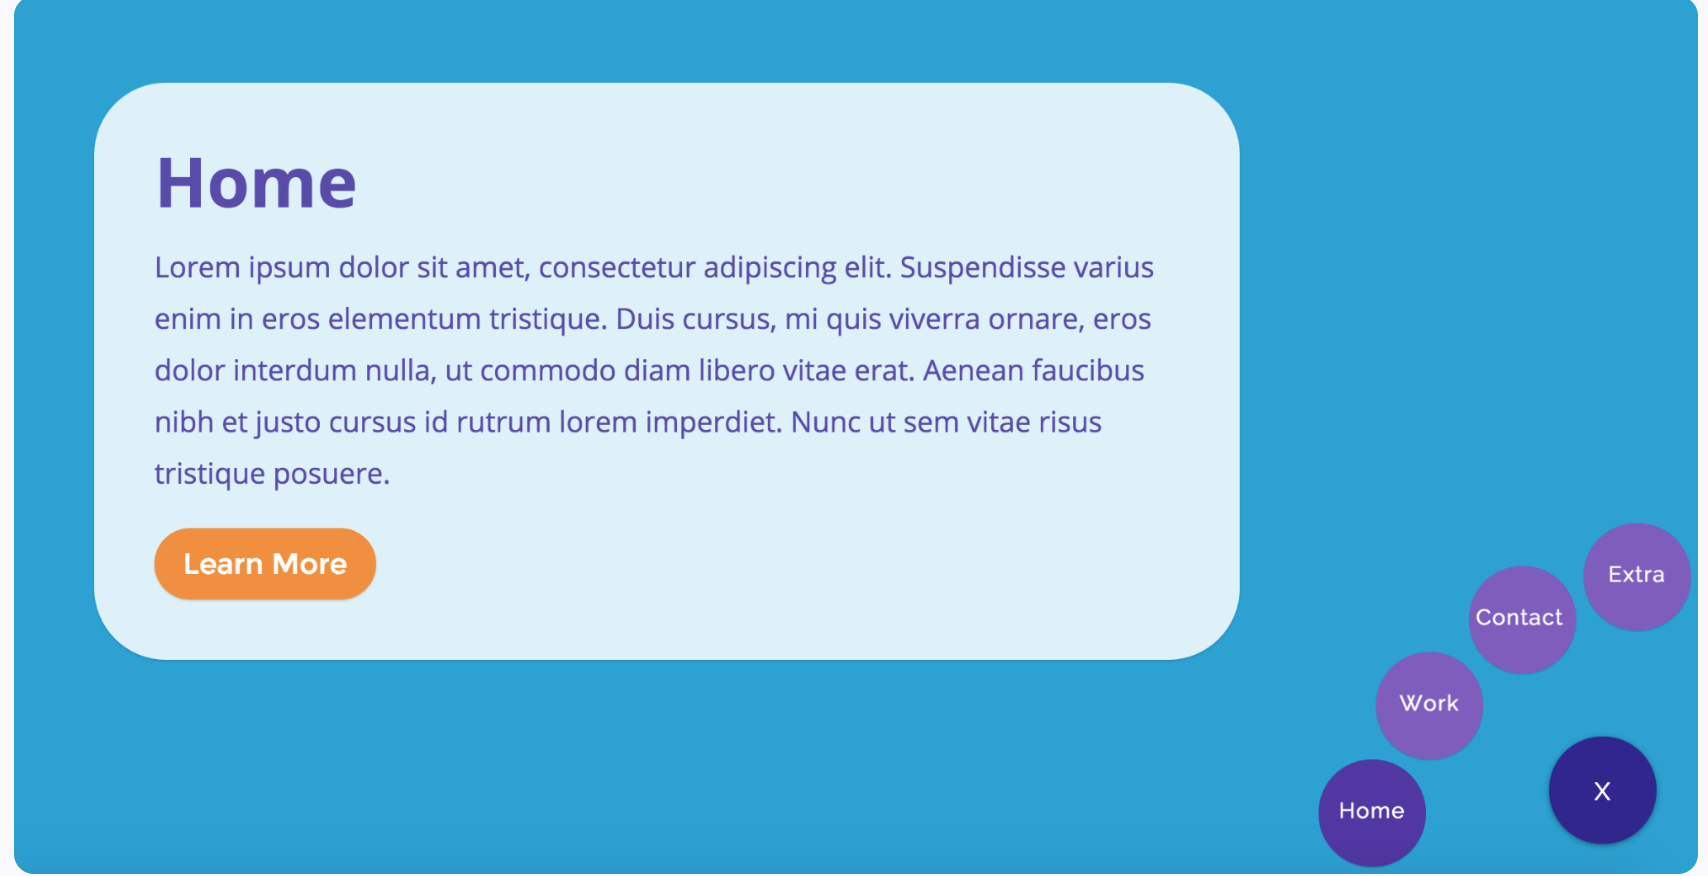 Home
Lorem ipsum dolor sit amet, consectetur adipiscing elit. Suspendisse varius
enim in eros elementum tristique. Duis cursus, mi quis viverra ornare, eros
dolor interdum nulla, ut commodo diam libero vitae erat. Aenean faucibus
nibh et justo cursus id rutrum lorem imperdiet. Nunc ut sem vitae risus
tristique posuere.
Learn More
Extra
Contact
Work
Home
X